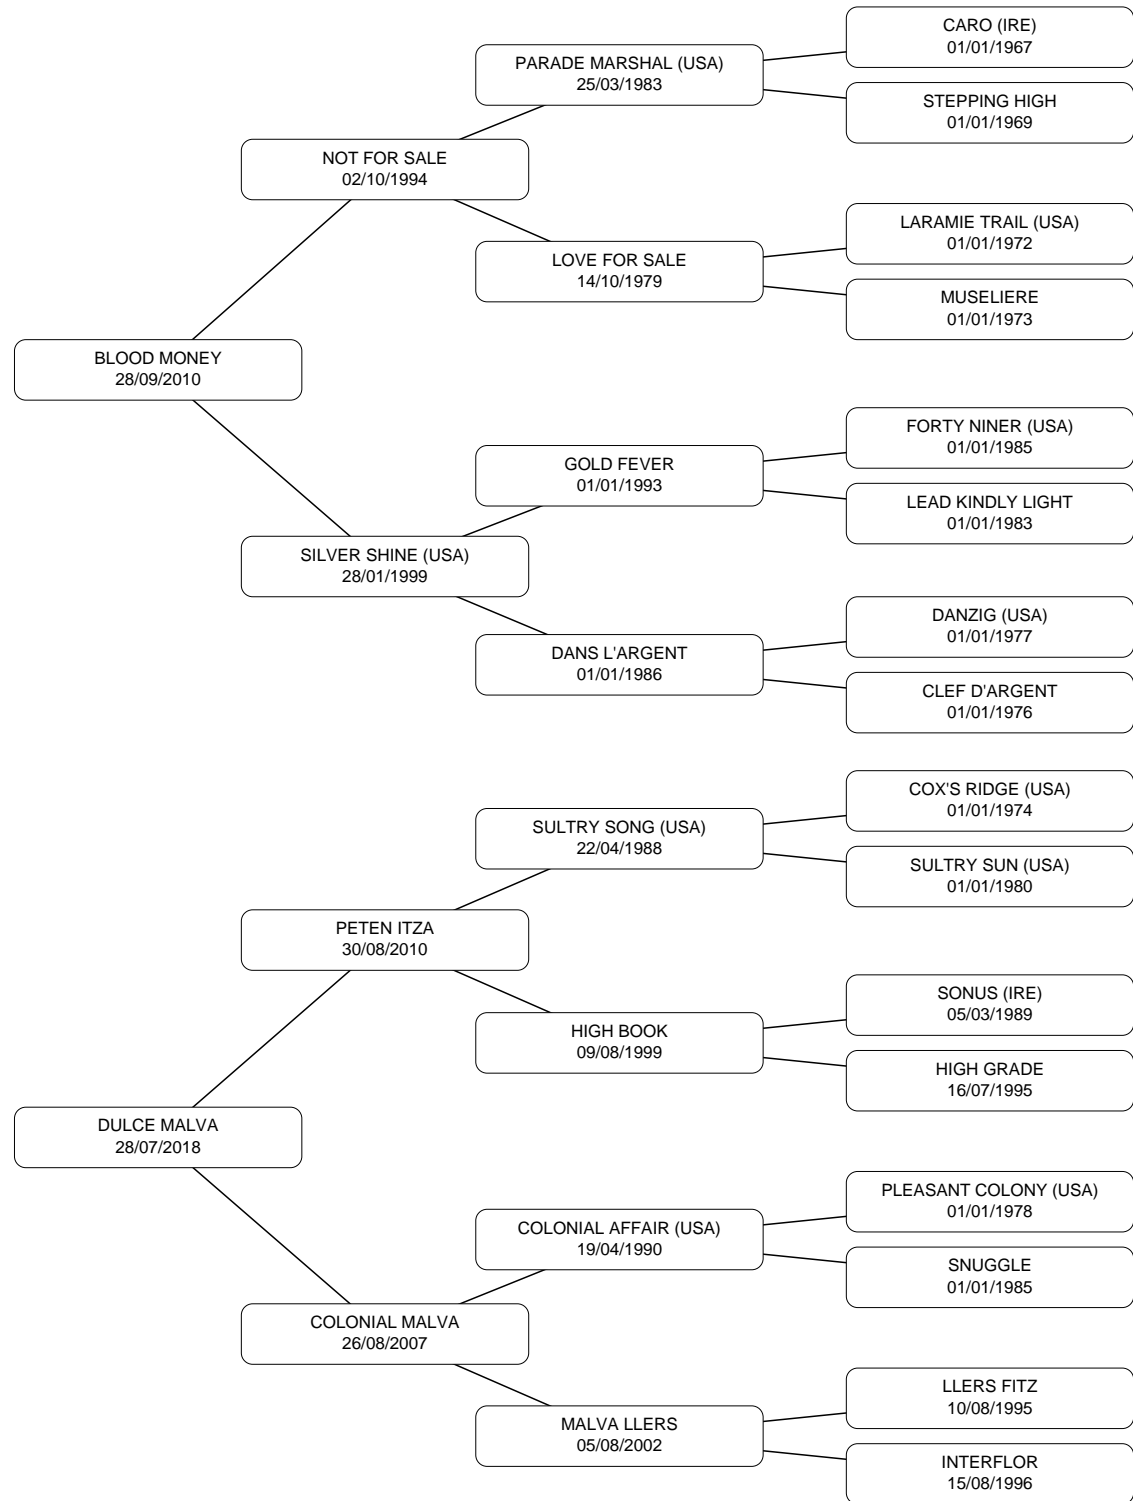 CARO (IRE)
01/01/1967
PARADE MARSHAL (USA)
25/03/1983
STEPPING HIGH
01/01/1969
NOT FOR SALE
02/10/1994
LARAMIE TRAIL (USA)
01/01/1972
LOVE FOR SALE
14/10/1979
MUSELIERE
01/01/1973
BLOOD MONEY
28/09/2010
FORTY NINER (USA)
01/01/1985
GOLD FEVER
01/01/1993
LEAD KINDLY LIGHT
01/01/1983
SILVER SHINE (USA)
28/01/1999
DANZIG (USA)
01/01/1977
DANS L'ARGENT
01/01/1986
CLEF D'ARGENT
01/01/1976
COX'S RIDGE (USA)
01/01/1974
SULTRY SONG (USA)
22/04/1988
SULTRY SUN (USA)
01/01/1980
PETEN ITZA
30/08/2010
SONUS (IRE)
05/03/1989
HIGH BOOK
09/08/1999
HIGH GRADE
16/07/1995
DULCE MALVA
28/07/2018
PLEASANT COLONY (USA)
01/01/1978
COLONIAL AFFAIR (USA)
19/04/1990
SNUGGLE
01/01/1985
COLONIAL MALVA
26/08/2007
LLERS FITZ
10/08/1995
MALVA LLERS
05/08/2002
INTERFLOR
15/08/1996